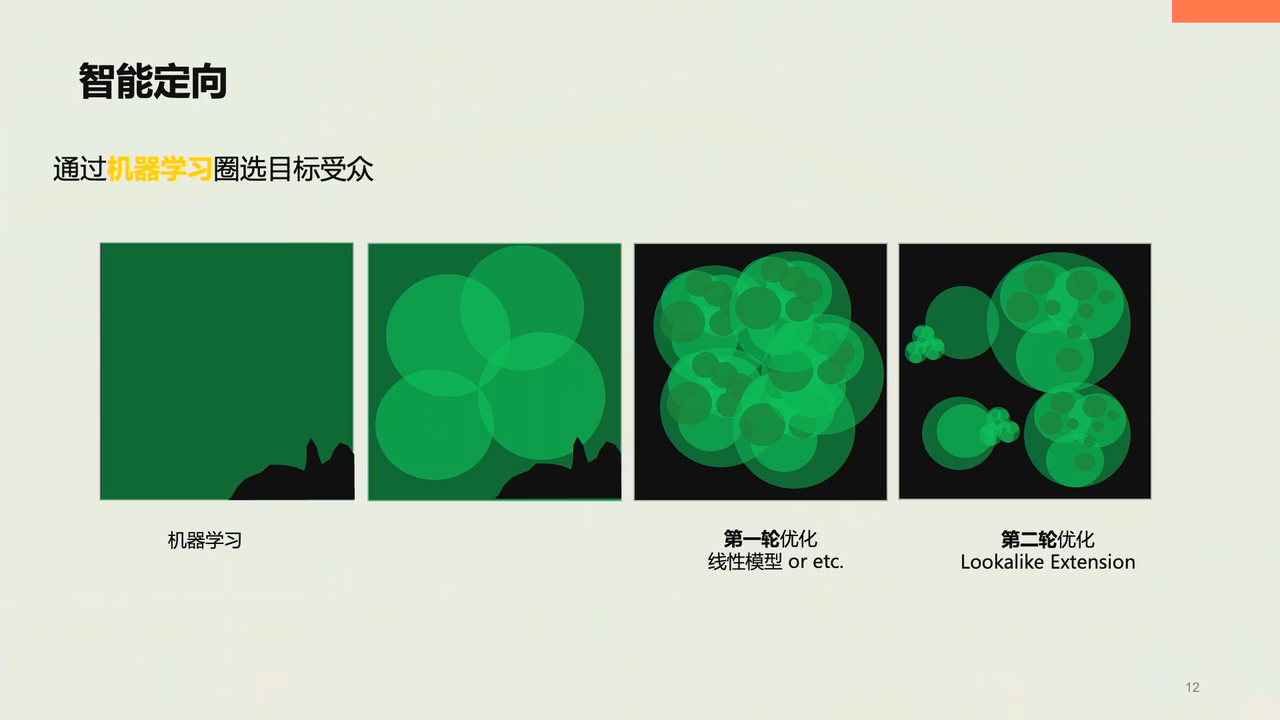 智能定向
通过机器学习圈选目标受众
机器学习
第一轮优化
线性模型 or etc.
第二轮优化
Lookalike Extension
12